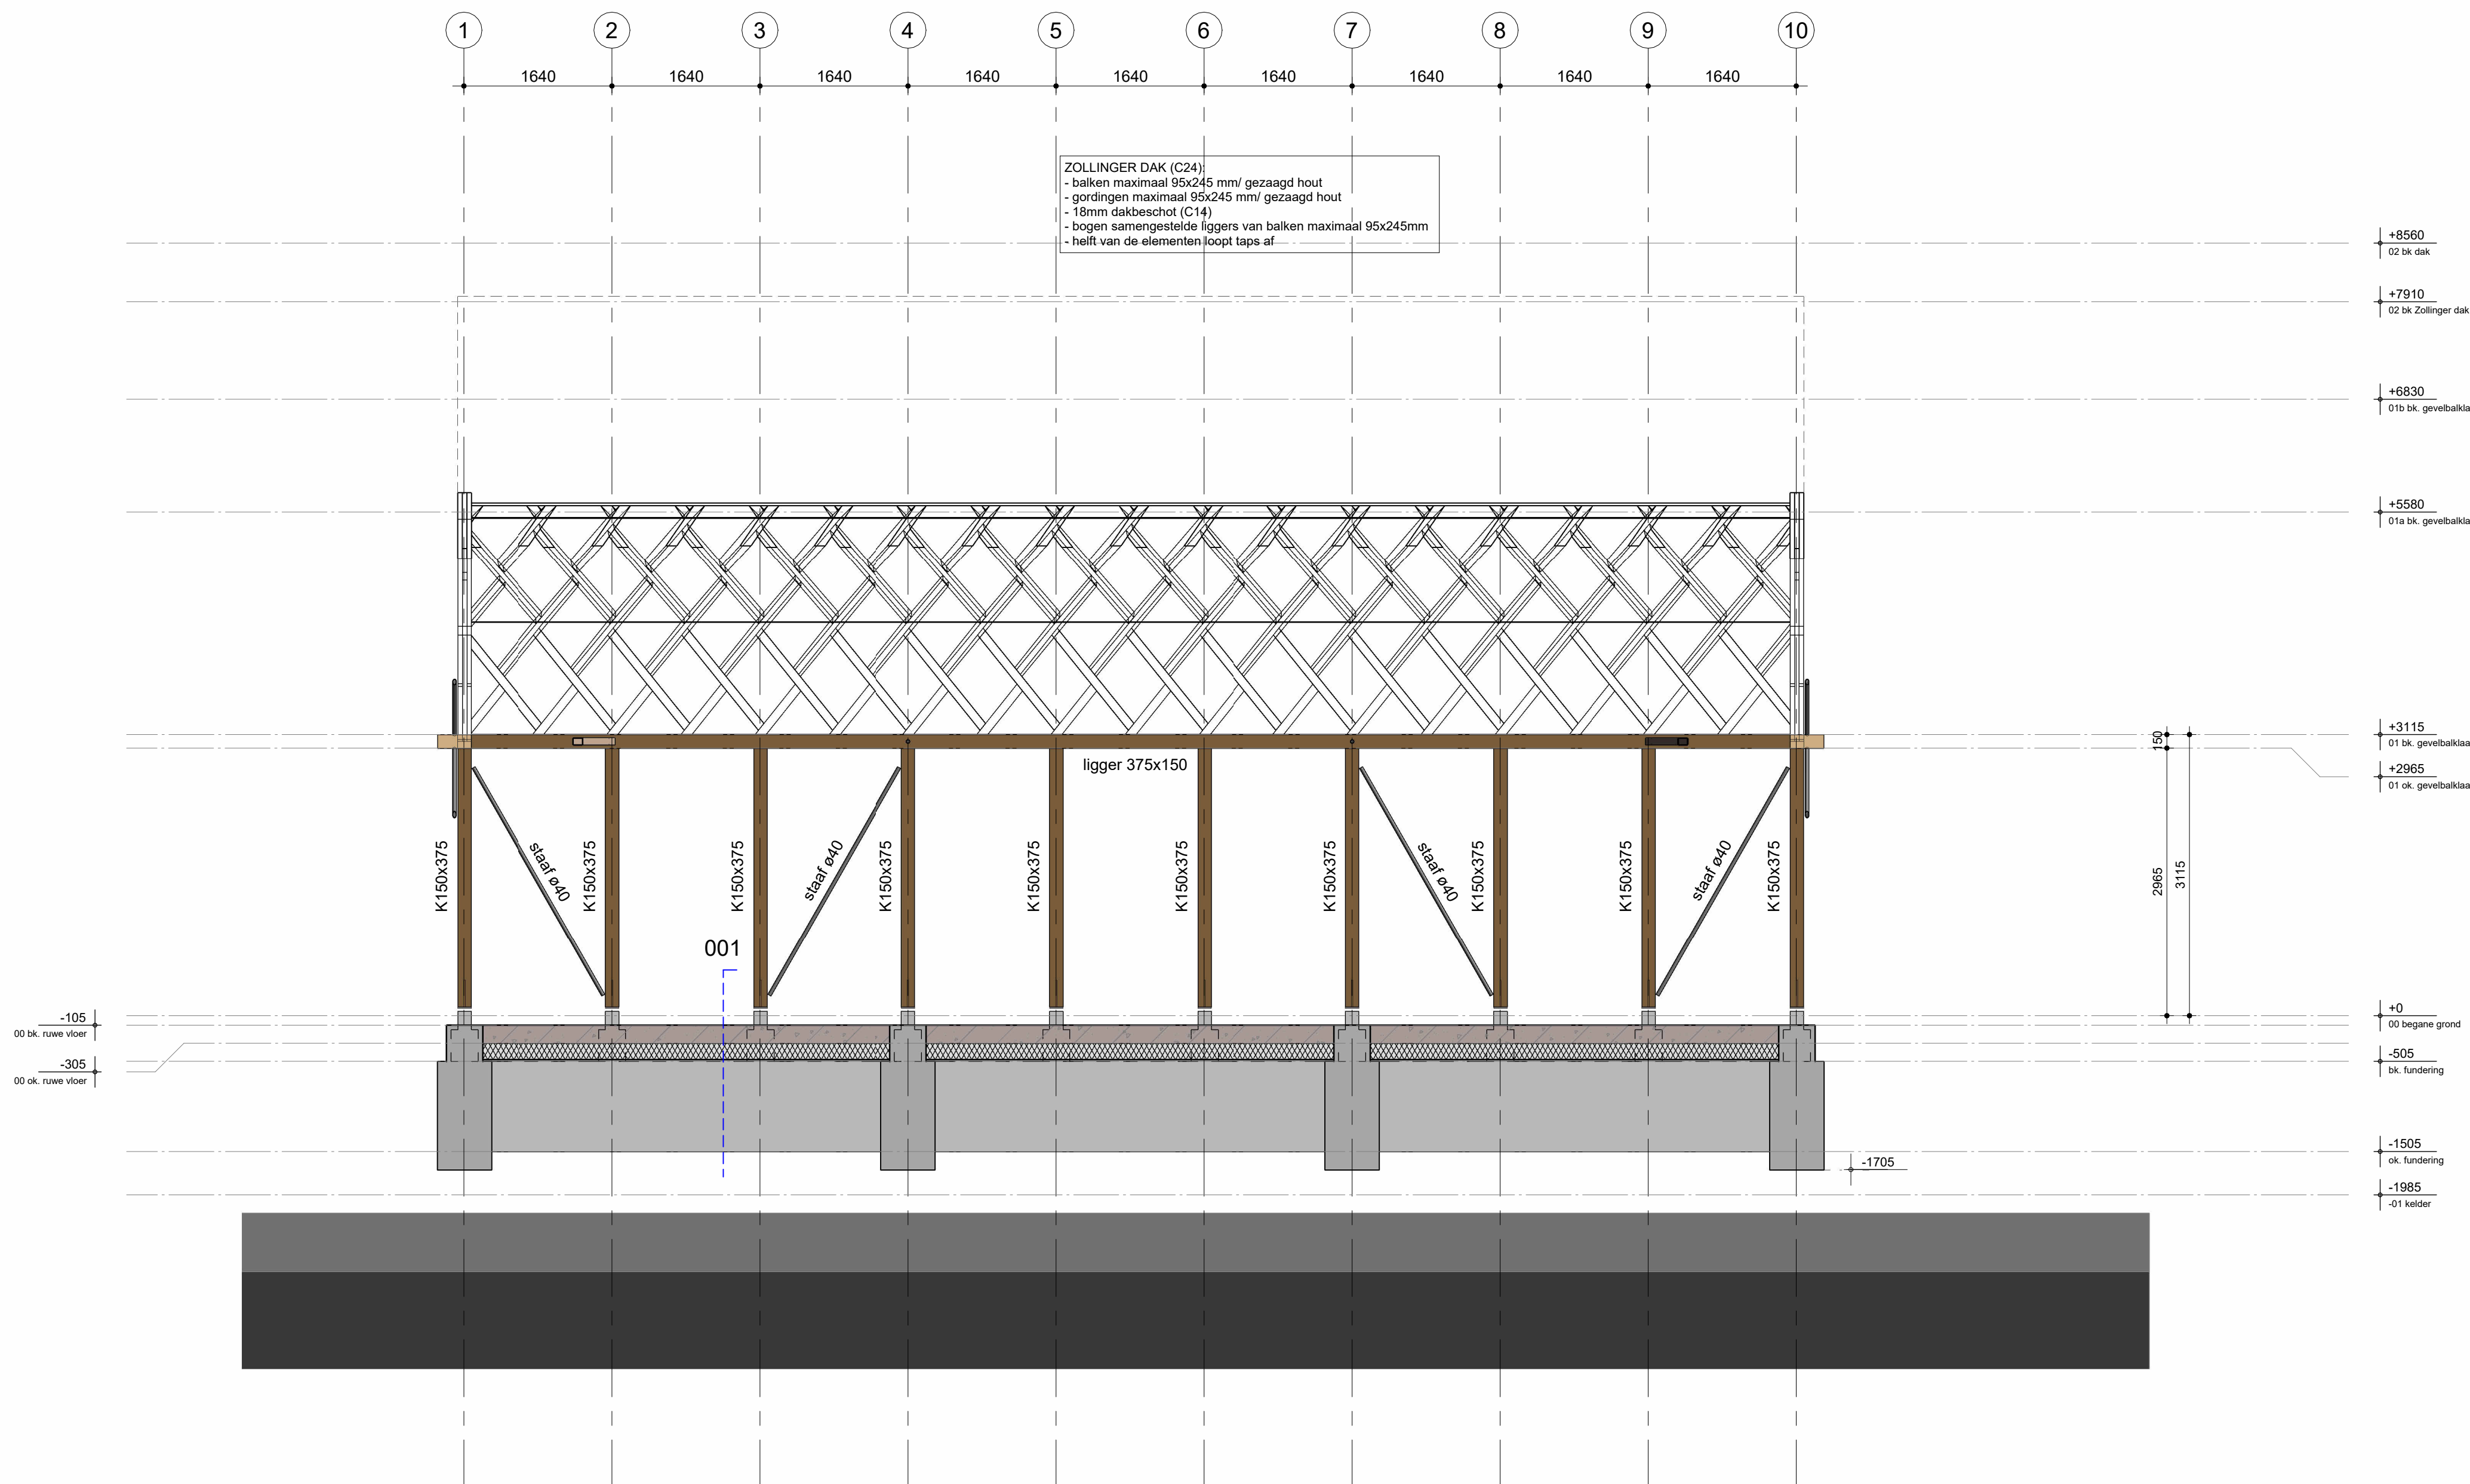 1 2 3 4 5 6 7 8 9 10
1640 1640 1640 1640 1640 1640 1640 1640 1640
ZOLLINGER DAK (C24):
- balken maximaal 95x245 mm/ gezaagd hout
- gordingen maximaal 95x245 mm/ gezaagd hout
- 18mm dakbeschot (C14)
- bogen samengestelde liggers van balken maximaal 95x245mm
- helft van de elementen loopt taps af
+8560
02 bk dak
+7910
02 bk Zollinger dak
+6830
01b bk. gevelbalkla
+5580
01a bk. gevelbalkla
+3115
01 bk. gevelbalklaa
150
ligger 375x150
+2965
01 ok. gevelbalklaa
K150x375 staaf ø40 K150x375 K150x375 staaf ø40 K150x375 K150x375 K150x375 K150x375 staaf ø40 K150x375 K150x375 staaf ø40 K150x375
2965 3115
001
-105
00 bk. ruwe vloer
+0
00 begane grond
-305
00 ok. ruwe vloer
-505
bk. fundering
-1505
ok. fundering
-1705
-1985
-01 kelder